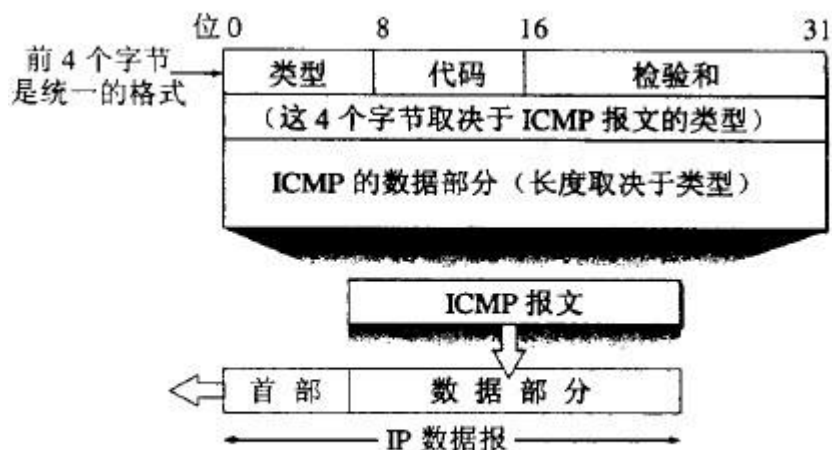 位 0 8 16 31
前 4 个字节
是统一的格式
类型 代码 检验和
（这 4 个字节取决于 ICMP 报文的类型）
ICMP 的数据部分（长度取决于类型）
ICMP 报文
首 部 数 据 部 分
IP 数据报